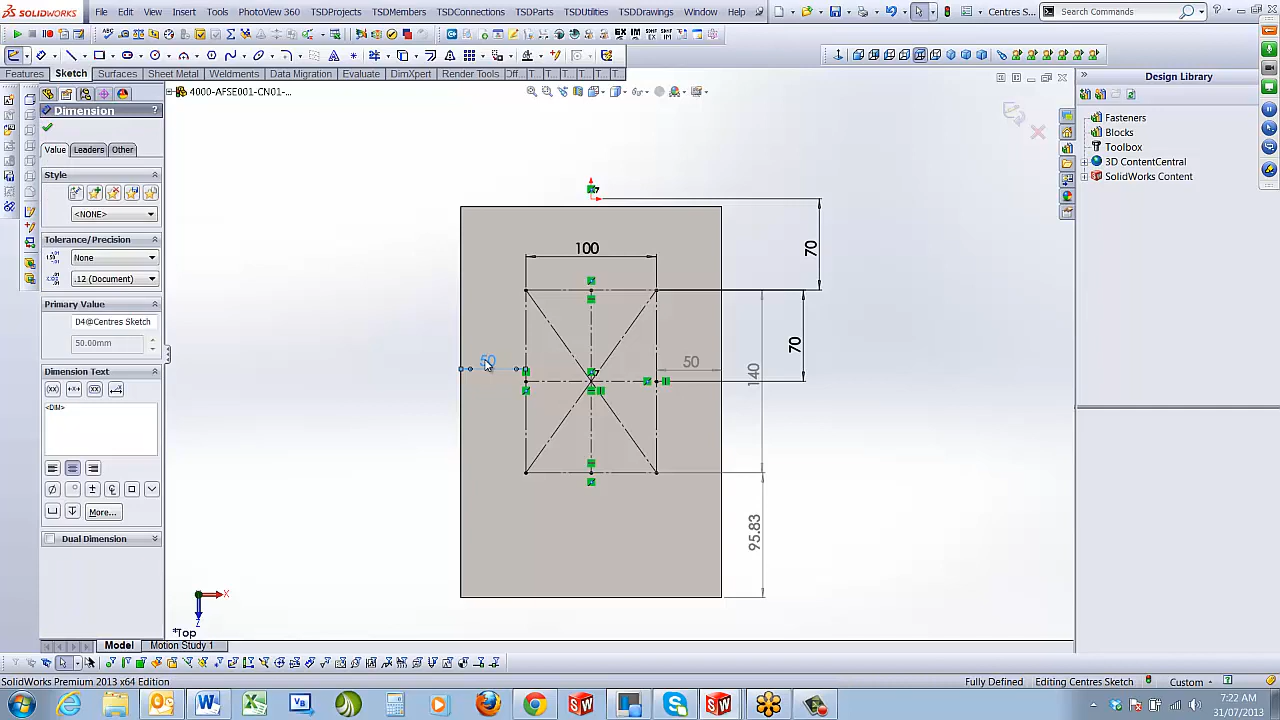 SOLIDWORKS File Edit View Insert Tools PhotoView 360 TSDProjects TSDMembers TSDConnections TSDParts TSDUtilities TSDDrawings Window Help Centres S... Search Commands
Features Sketch Surfaces Sheet Metal Weldments Data Migration Evaluate DimXpert Render Tools Off... T... T... T... T... T...
Dimension ?
4000-AFSE001-CN01-...
Value Leaders Other
Style
<NONE>
Tolerance/Precision
None
.12 (Document)
Primary Value
D4@Centres Sketch
50.00mm
Dimension Text
<DIM>
More...
Dual Dimension
100
70
70
50
50
140
95.83
X
Z
*Top
Design Library
Fasteners
Blocks
Toolbox
3D ContentCentral
SolidWorks Content
Model Motion Study 1
SolidWorks Premium 2013 x64 Edition Fully Defined Editing Centres Sketch Custom
7:22 AM
31/07/2013